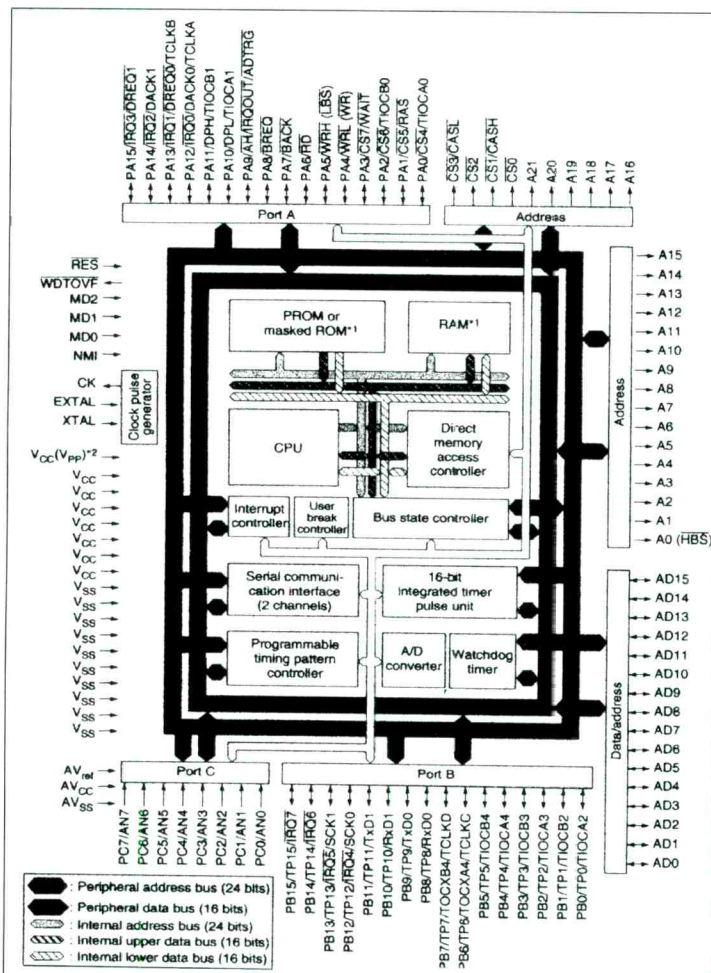 PA15/IRQ3/DREQ1
PA14/IRQ2/DACK1
PA13/IRQ1/DREQ0/TCLKB
PA12/IRQ0/DACK0/TCLKA
PA11/DPH/TIOCB1
PA10/DPL/TIOCA1
PA9/AH/IRQOUT/ADTRG
PA8/BREQ
PA7/BACK
PA6/RD
PA5/WRH (LBS)
PA4/WRL (WR)
PA3/CS7/WAIT
PA2/CS6/TIOCB0
PA1/CS5/RAS
PA0/CS4/TIOCA0
CS3/CASL
CS2
CS1/CASH
CS0
A21
A20
A19
A18
A17
A16
Port A
Address
RES
WDTOVF
MD2
MD1
MD0
NMI
CK
EXTAL
XTAL
Clock pulse
generator
VCC(VPP)*2
VCC
VCC
VCC
VCC
VCC
VCC
VCC
VSS
VSS
VSS
VSS
VSS
VSS
VSS
VSS
VSS
VSS
AVref
AVCC
AVSS
PROM or
masked ROM*1
RAM*1
CPU
Direct
memory
access
controller
Interrupt
controller
User
break
controller
Bus state controller
Serial communi-
cation interface
(2 channels)
16-bit
Integrated timer
pulse unit
Programmable
timing pattern
controller
A/D
converter
Watchdog
timer
A15
A14
A13
A12
A11
A10
A9
A8
A7
A6
A5
A4
A3
A2
A1
A0 (HBS)
Address
AD15
AD14
AD13
AD12
AD11
AD10
AD9
AD8
AD7
AD6
AD5
AD4
AD3
AD2
AD1
AD0
Data/address
Port C
Port B
PC7/AN7
PC6/AN6
PC5/AN5
PC4/AN4
PC3/AN3
PC2/AN2
PC1/AN1
PC0/AN0
PB15/TP15/IRQ7
PB14/TP14/IRQ6
PB13/TP13/IRQ5/SCK1
PB12/TP12/IRQ4/SCK0
PB11/TP11/TxD1
PB10/TP10/RxD1
PB9/TP9/TxD0
PB8/TP8/RxD0
PB7/TP7/TOCXB4/TCLKD
PB6/TP6/TOCXA4/TCLKC
PB5/TP5/TIOCB4
PB4/TP4/TIOCA4
PB3/TP3/TIOCB3
PB2/TP2/TIOCA3
PB1/TP1/TIOCB2
PB0/TP0/TIOCA2
: Peripheral address bus (24 bits)
: Peripheral data bus (16 bits)
: Internal address bus (24 bits)
: Internal upper data bus (16 bits)
: Internal lower data bus (16 bits)